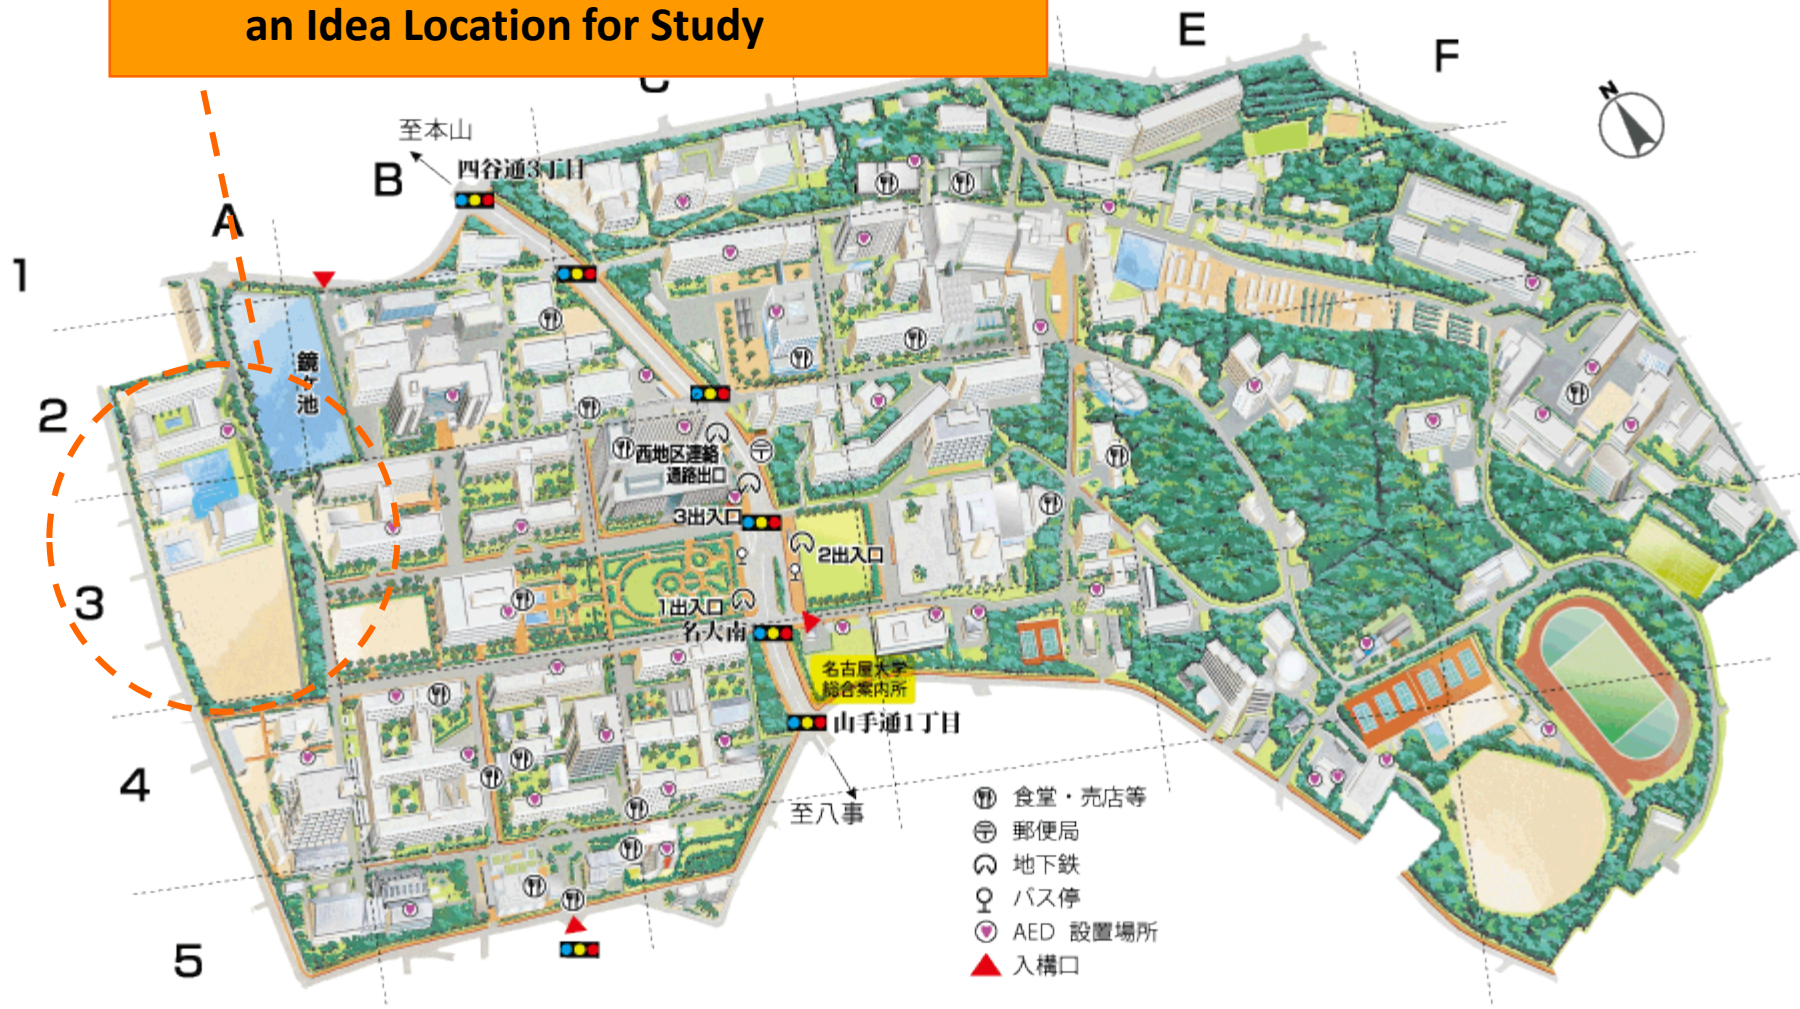 an Idea Location for Study
E
F
N
至本山
四谷通3丁目
B
A
1
鏡ヶ池
2
西地区連絡
通路出口
3出入口
2出入口
3
1出入口
名大南
名古屋大学
総合案内所
山手通1丁目
4
至八事
食堂・売店等
郵便局
地下鉄
バス停
AED 設置場所
入構口
5